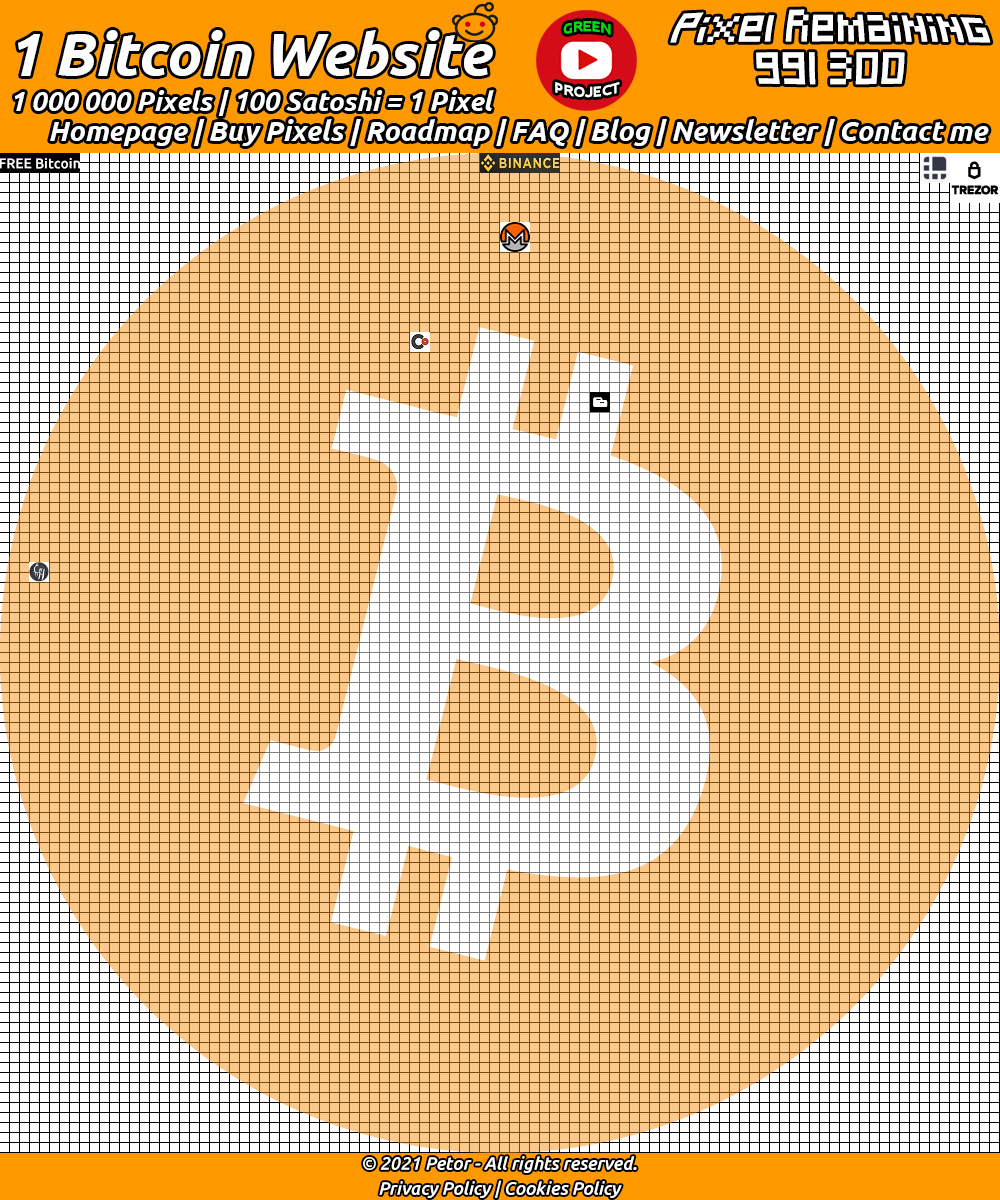 1 Bitcoin Website
1 000 000 Pixels | 100 Satoshi = 1 Pixel
GREEN
PROJECT
Pixel Remaining
991 300
Homepage | Buy Pixels | Roadmap | FAQ | Blog | Newsletter | Contact me
FREE Bitcoin
BINANCE
TREZOR
© 2021 Petor - All rights reserved.
Privacy Policy | Cookies Policy